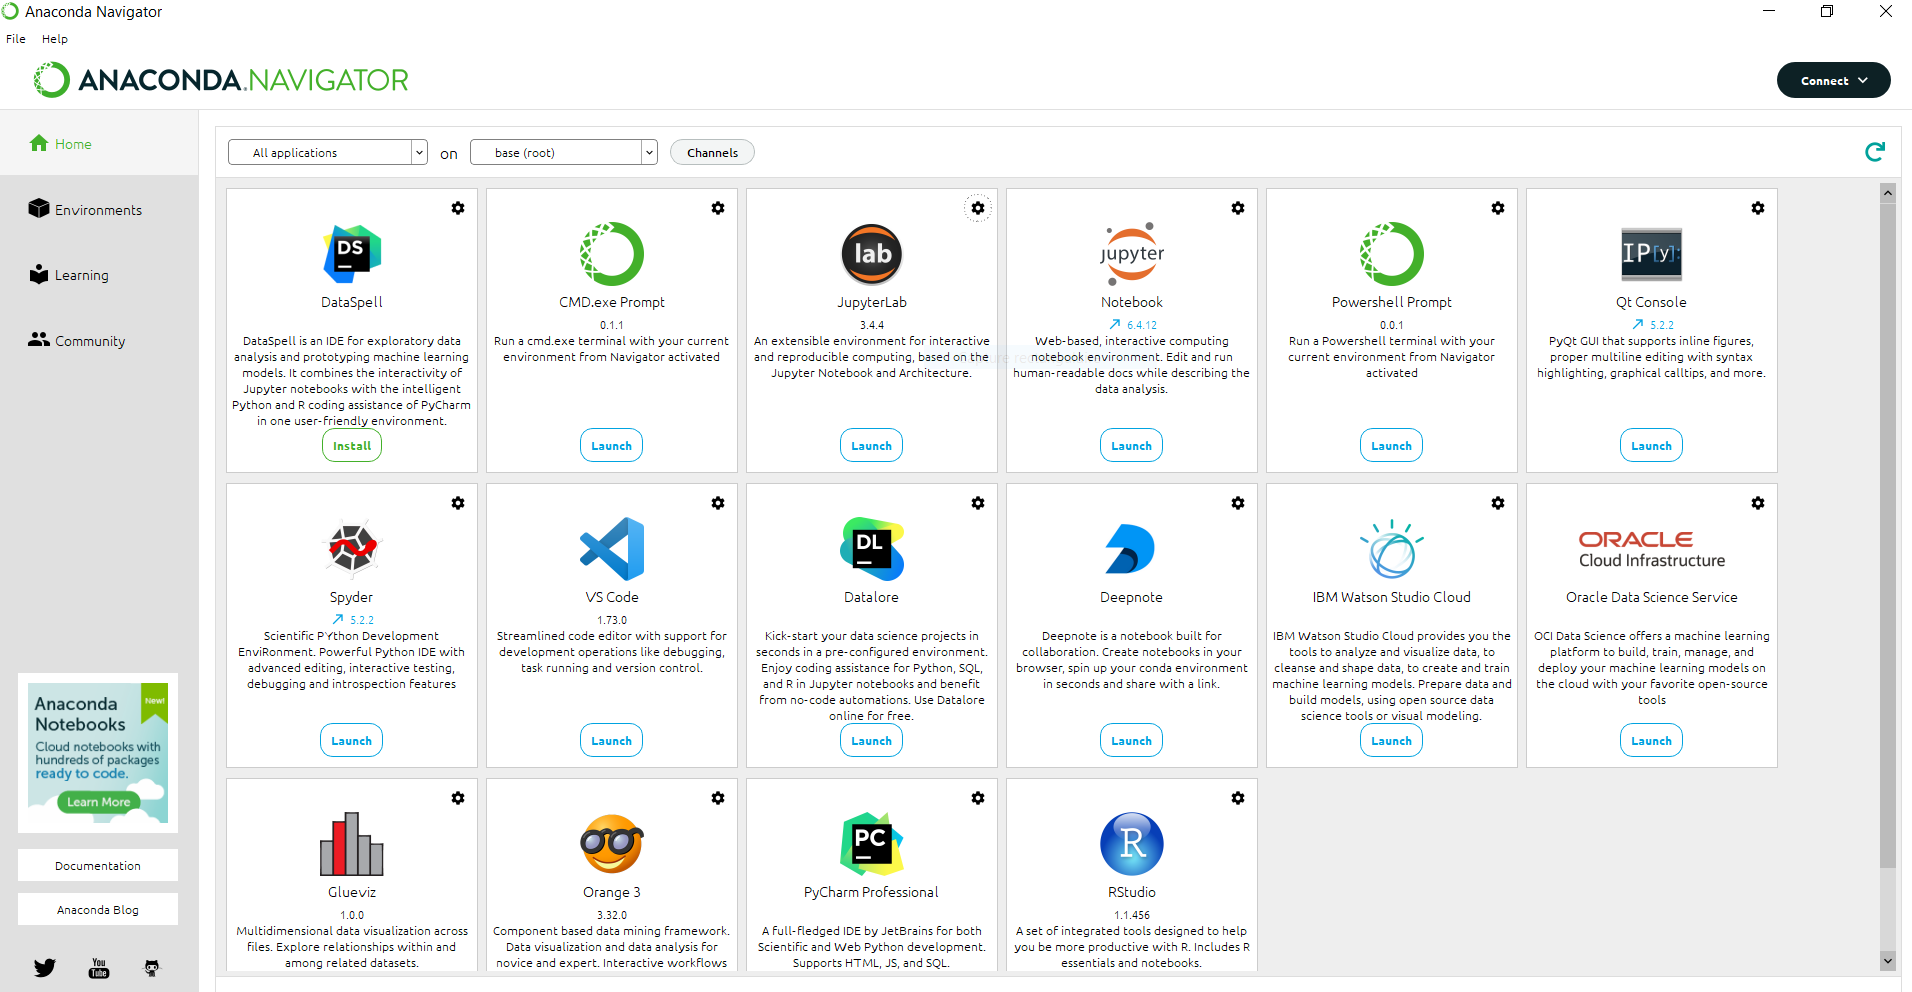 Anaconda Navigator
File Help
ANACONDA.NAVIGATOR
Connect
Home
Environments
Learning
Community
All applications on base (root) Channels
DS
DataSpell
DataSpell is an IDE for exploratory data
analysis and prototyping machine learning
models. It combines the interactivity of
Jupyter notebooks with the intelligent
Python and R coding assistance of PyCharm
in one user-friendly environment.
Install
CMD.exe Prompt
0.1.1
Run a cmd.exe terminal with your current
environment from Navigator activated
Launch
lab
JupyterLab
3.4.4
An extensible environment for interactive
and reproducible computing, based on the
Jupyter Notebook and Architecture.
Launch
jupyter
Notebook
6.4.12
Web-based, interactive computing
notebook environment. Edit and run
human-readable docs while describing the
data analysis.
Launch
Powershell Prompt
0.0.1
Run a Powershell terminal with your
current environment from Navigator
activated
Launch
IP[y]:
Qt Console
5.2.2
PyQt GUI that supports inline figures,
proper multiline editing with syntax
highlighting, graphical calltips, and more.
Launch
Spyder
5.2.2
Scientific PYthon Development
EnviRonment. Powerful Python IDE with
advanced editing, interactive testing,
debugging and introspection features
Launch
VS Code
1.73.0
Streamlined code editor with support for
development operations like debugging,
task running and version control.
Launch
DL
Datalore
Kick-start your data science projects in
seconds in a pre-configured environment.
Enjoy coding assistance for Python, SQL,
and R in Jupyter notebooks and benefit
from no-code automations. Use Datalore
online for free.
Launch
Deepnote
Deepnote is a notebook built for
collaboration. Create notebooks in your
browser, spin up your conda environment
in seconds and share with a link.
Launch
IBM Watson Studio Cloud
IBM Watson Studio Cloud provides you the
tools to analyze and visualize data, to
cleanse and shape data, to create and train
machine learning models. Prepare data and
build models, using open source data
science tools or visual modeling.
Launch
ORACLE
Cloud Infrastructure
Oracle Data Science Service
OCI Data Science offers a machine learning
platform to build, train, manage, and
deploy your machine learning models on
the cloud with your favorite open-source
tools
Launch
Glueviz
1.0.0
Multidimensional data visualization across
files. Explore relationships within and
among related datasets.
Orange 3
3.32.0
Component based data mining framework.
Data visualization and data analysis for
novice and expert. Interactive workflows
PC
PyCharm Professional
A full-fledged IDE by JetBrains for both
Scientific and Web Python development.
Supports HTML, JS, and SQL.
R
RStudio
1.1.456
A set of integrated tools designed to help
you be more productive with R. Includes R
essentials and notebooks.
New!
Anaconda
Notebooks
Cloud notebooks with
hundreds of packages
ready to code.
Learn More
Documentation
Anaconda Blog
You
Tube